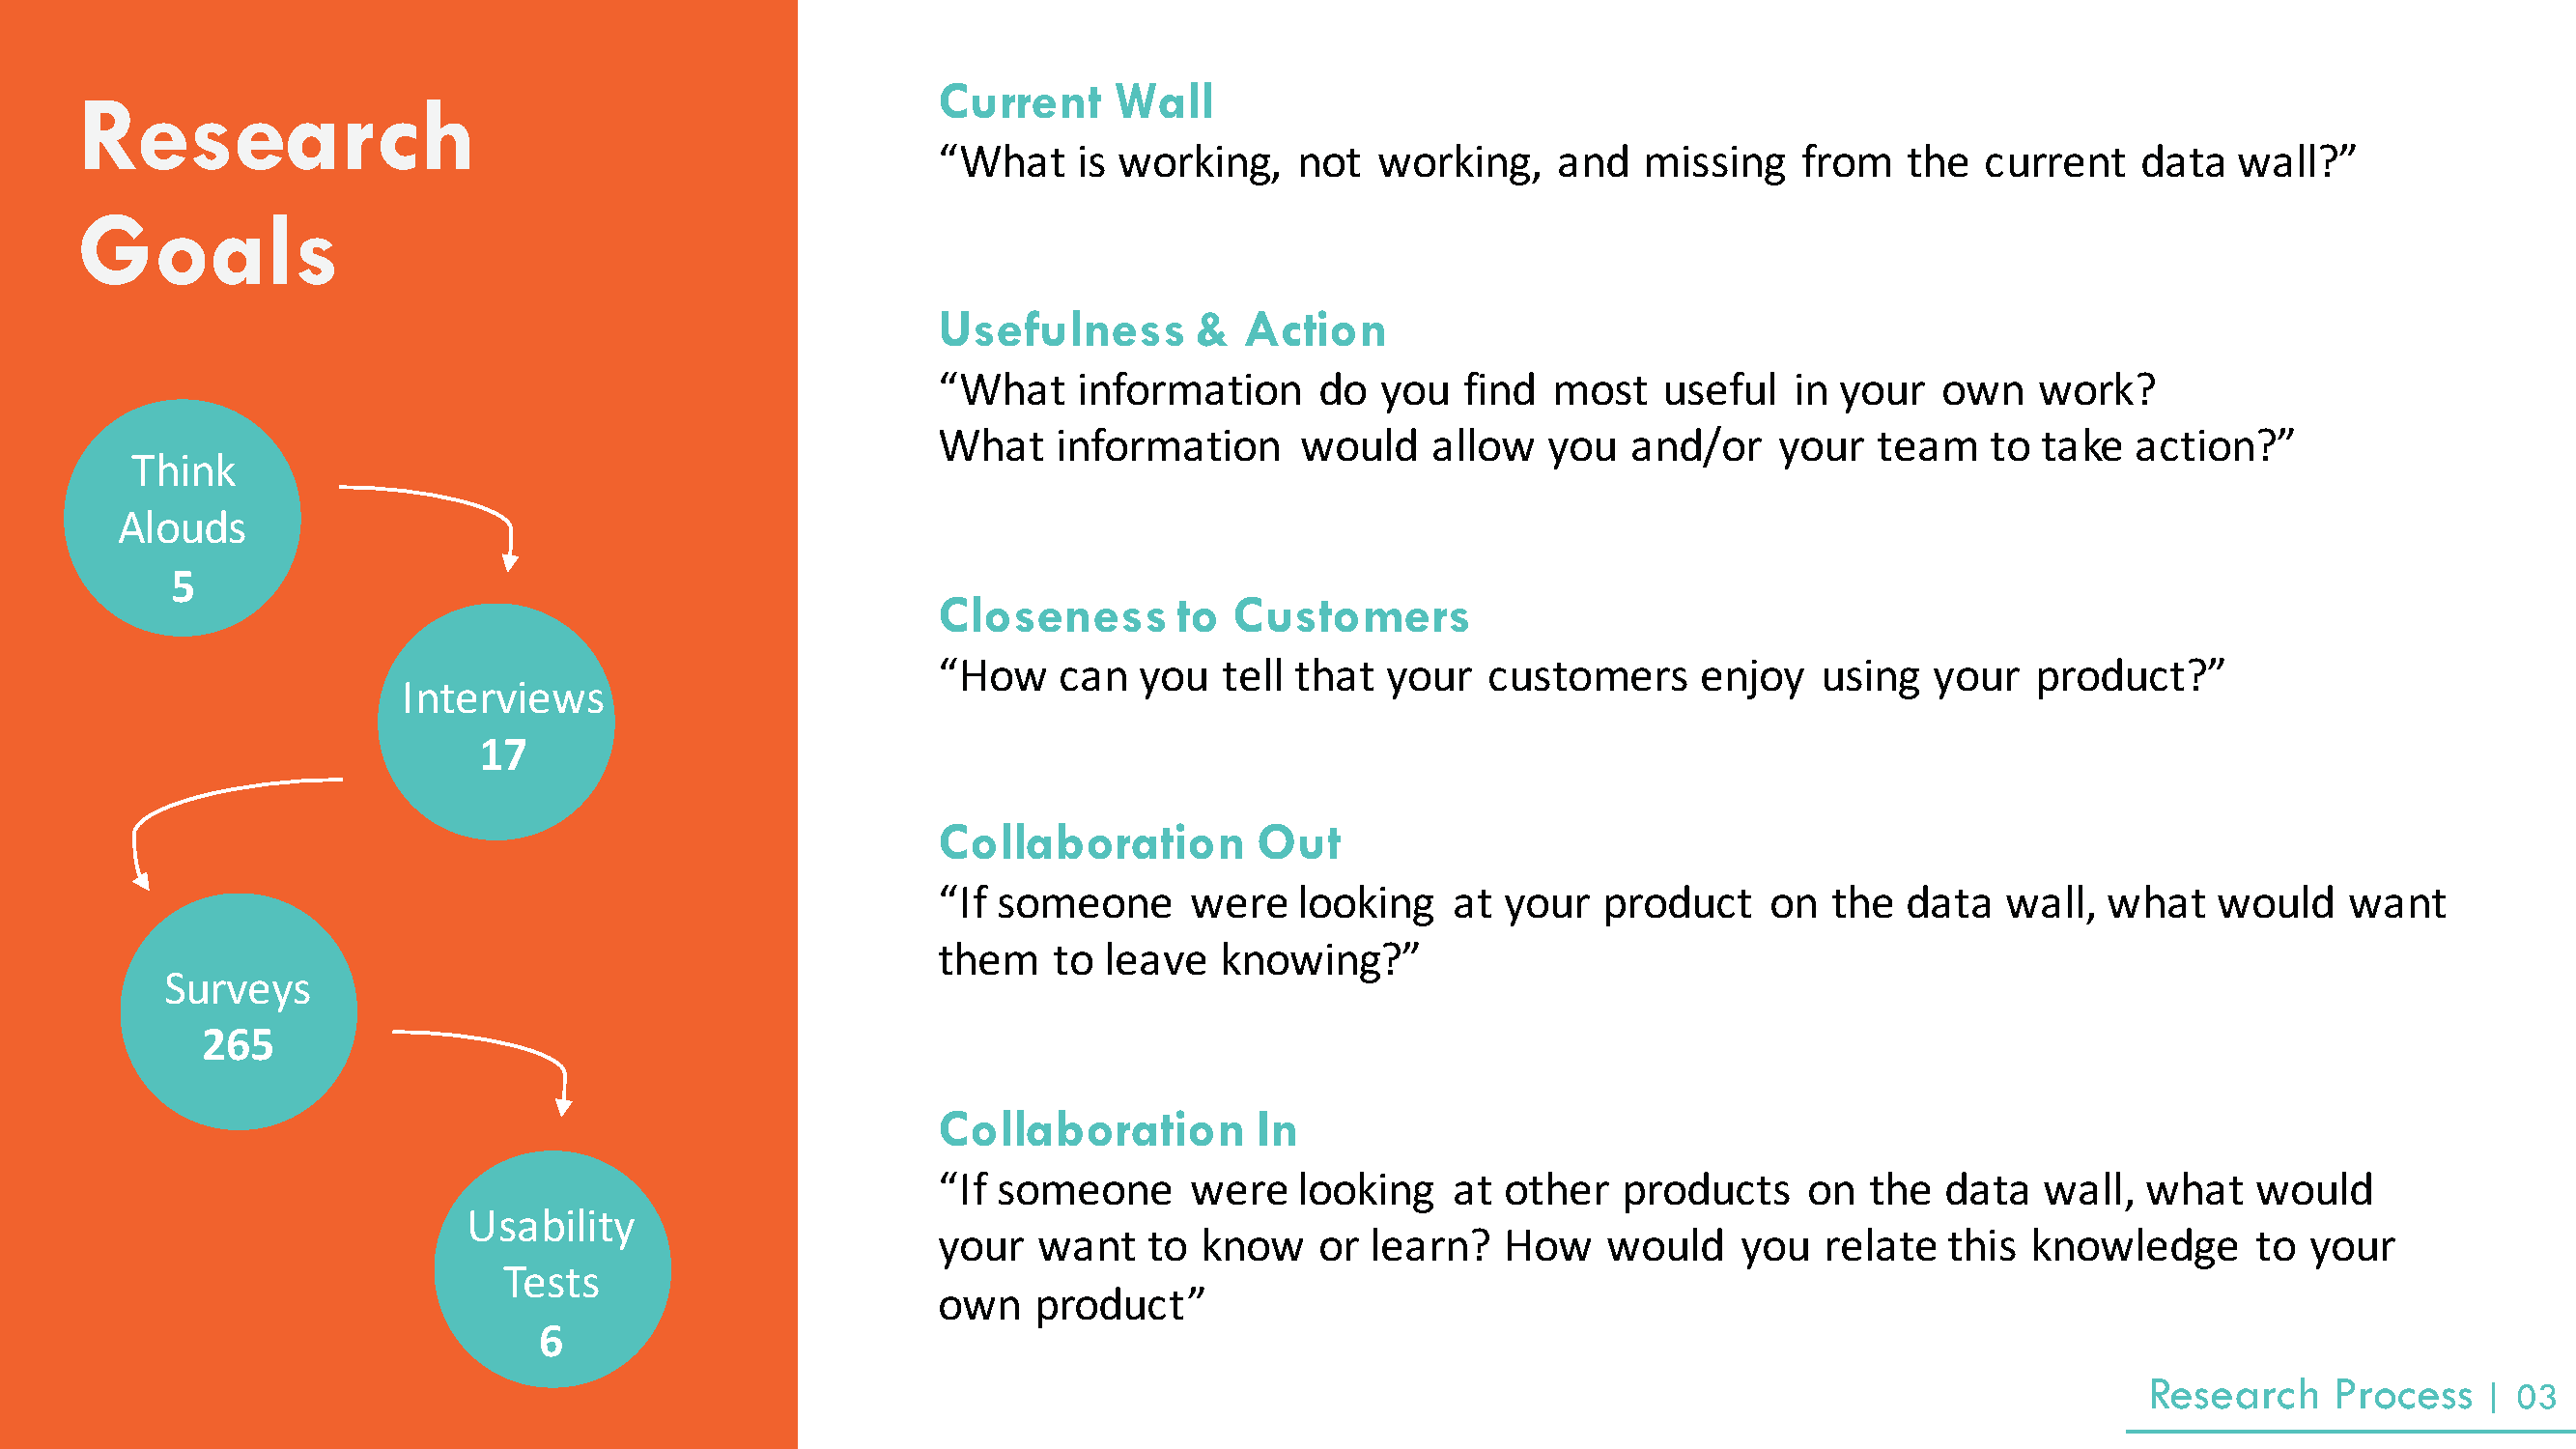 Research
Goals
Think
Alouds
5
Interviews
17
Surveys
265
Usability
Tests
6
Current Wall
“What is working, not working, and missing from the current data wall?”
Usefulness & Action
“What information do you find most useful in your own work?
What information would allow you and/or your team to take action?”
Closeness to Customers
“How can you tell that your customers enjoy using your product?”
Collaboration Out
“If someone were looking at your product on the data wall, what would want
them to leave knowing?”
Collaboration In
“If someone were looking at other products on the data wall, what would
your want to know or learn? How would you relate this knowledge to your
own product”
Research Process | 03